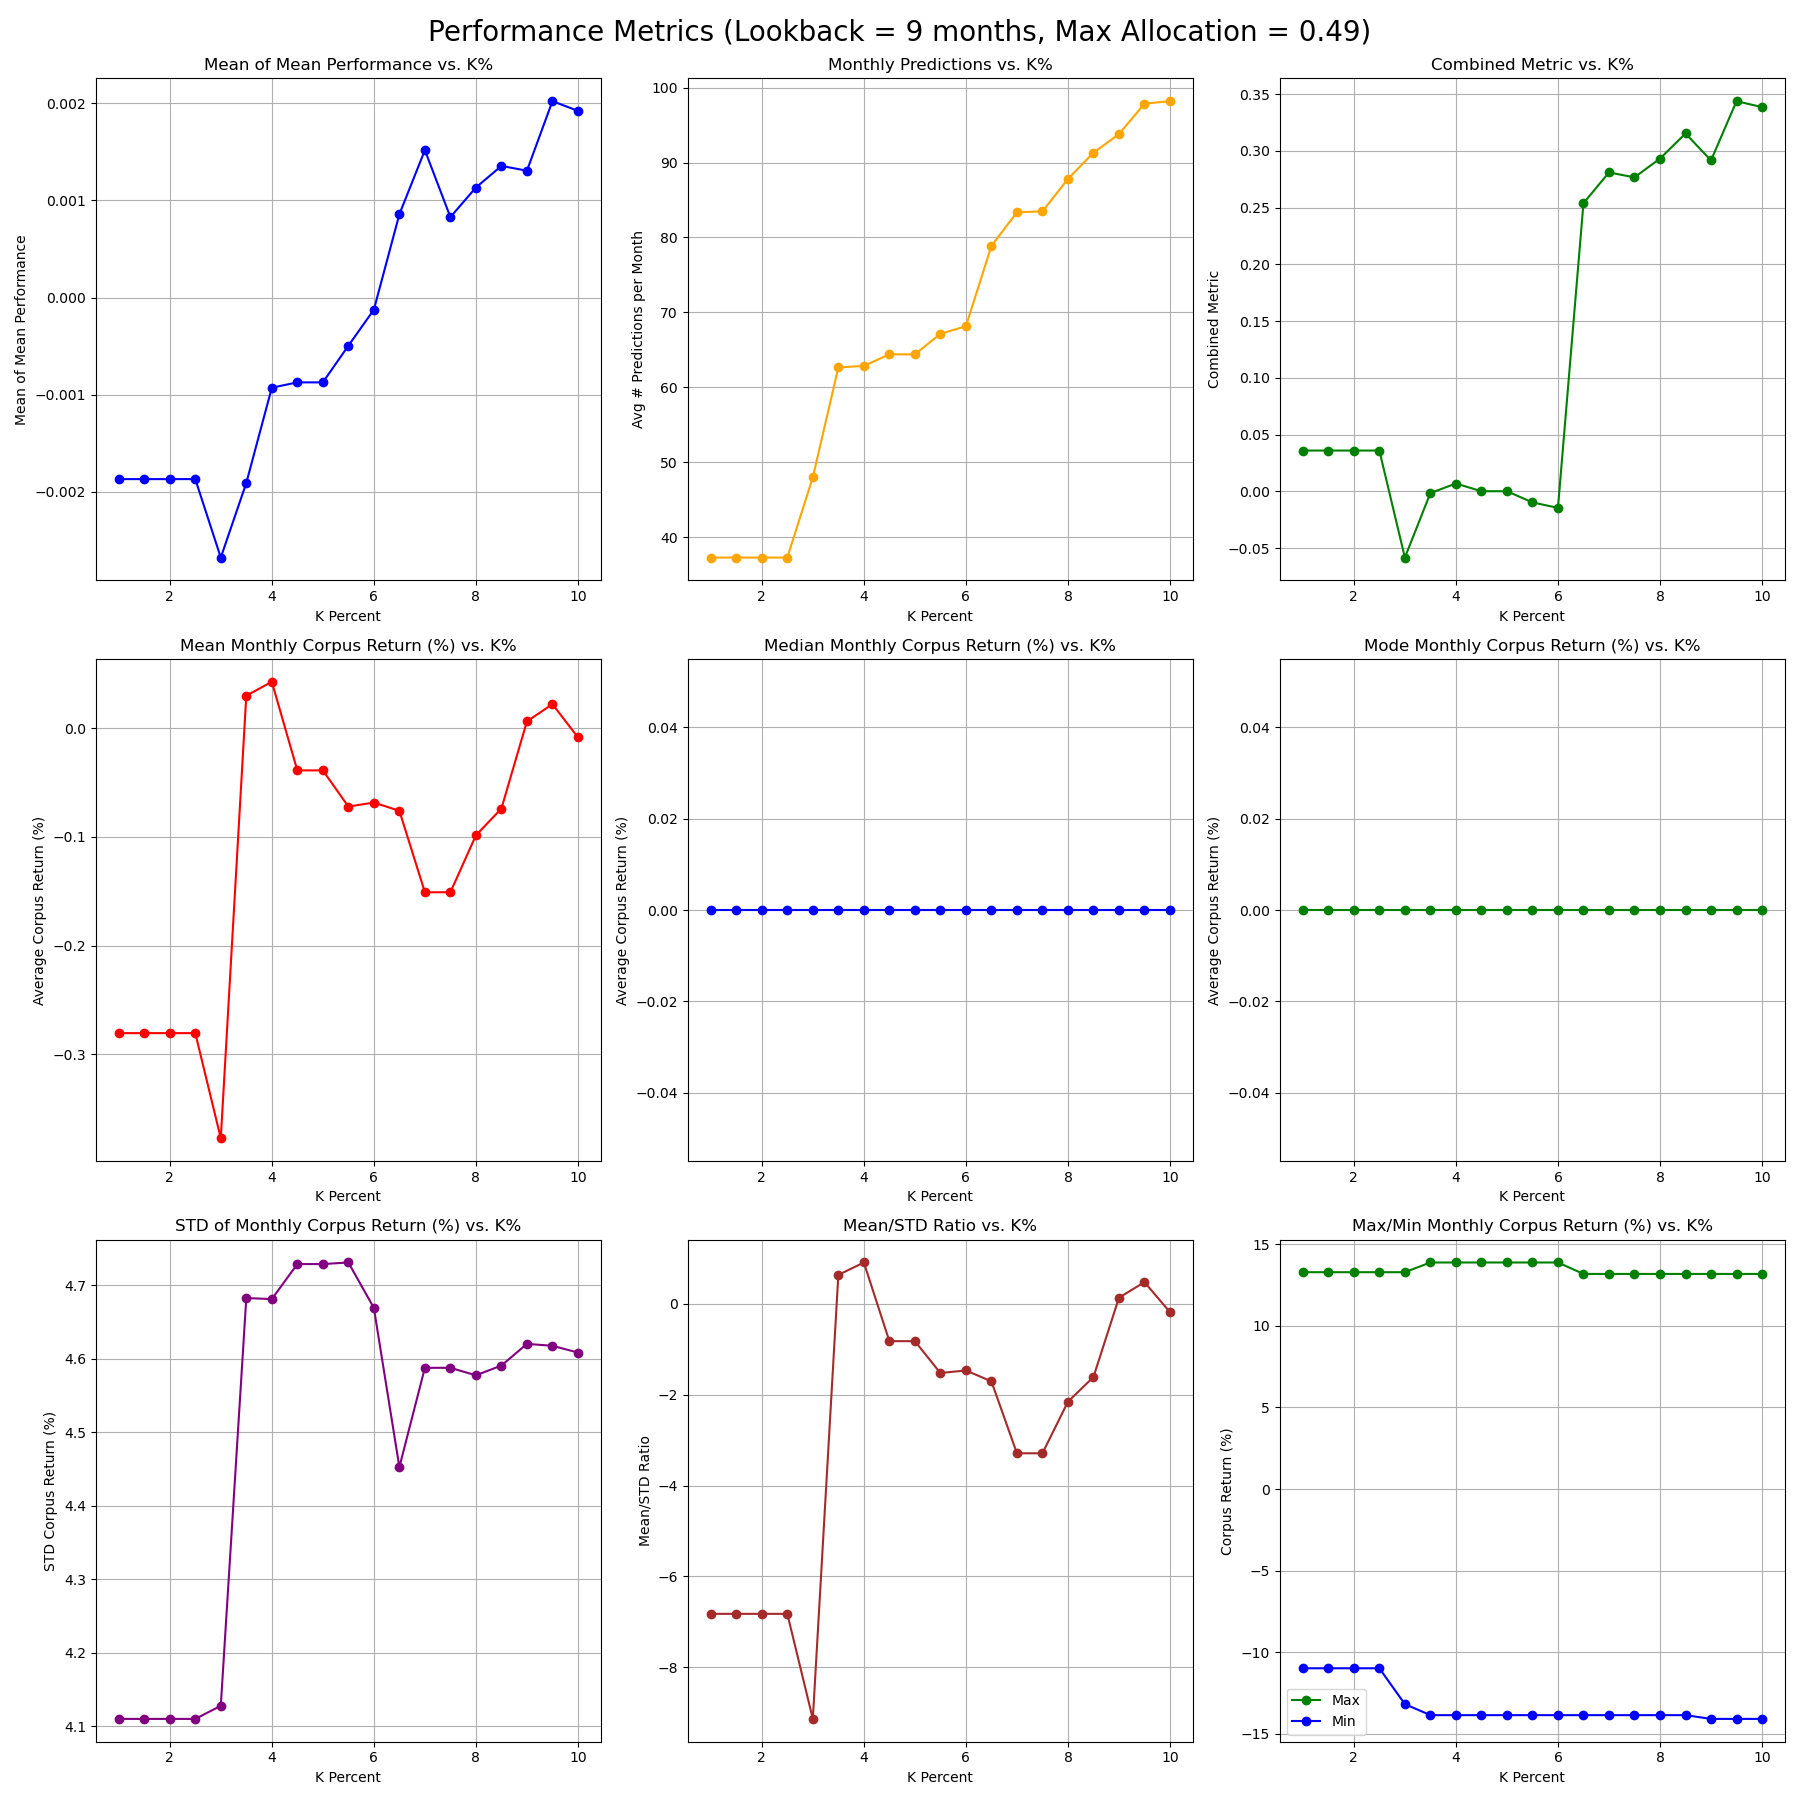 Performance Metrics (Lookback = 9 months, Max Allocation = 0.49)
Mean of Mean Performance vs. K%
Mean of Mean Performance
0.002
0.001
0.000
−0.001
−0.002
2 4 6 8 10
K Percent
Monthly Predictions vs. K%
Avg # Predictions per Month
100
90
80
70
60
50
40
2 4 6 8 10
K Percent
Combined Metric vs. K%
Combined Metric
0.35
0.30
0.25
0.20
0.15
0.10
0.05
0.00
−0.05
2 4 6 8 10
K Percent
Mean Monthly Corpus Return (%) vs. K%
Average Corpus Return (%)
0.0
−0.1
−0.2
−0.3
2 4 6 8 10
K Percent
Median Monthly Corpus Return (%) vs. K%
Average Corpus Return (%)
0.04
0.02
0.00
−0.02
−0.04
2 4 6 8 10
K Percent
Mode Monthly Corpus Return (%) vs. K%
Average Corpus Return (%)
0.04
0.02
0.00
−0.02
−0.04
2 4 6 8 10
K Percent
STD of Monthly Corpus Return (%) vs. K%
STD Corpus Return (%)
4.7
4.6
4.5
4.4
4.3
4.2
4.1
2 4 6 8 10
K Percent
Mean/STD Ratio vs. K%
Mean/STD Ratio
0
−2
−4
−6
−8
2 4 6 8 10
K Percent
Max/Min Monthly Corpus Return (%) vs. K%
Corpus Return (%)
15
10
5
0
−5
−10
−15
Max
Min
2 4 6 8 10
K Percent